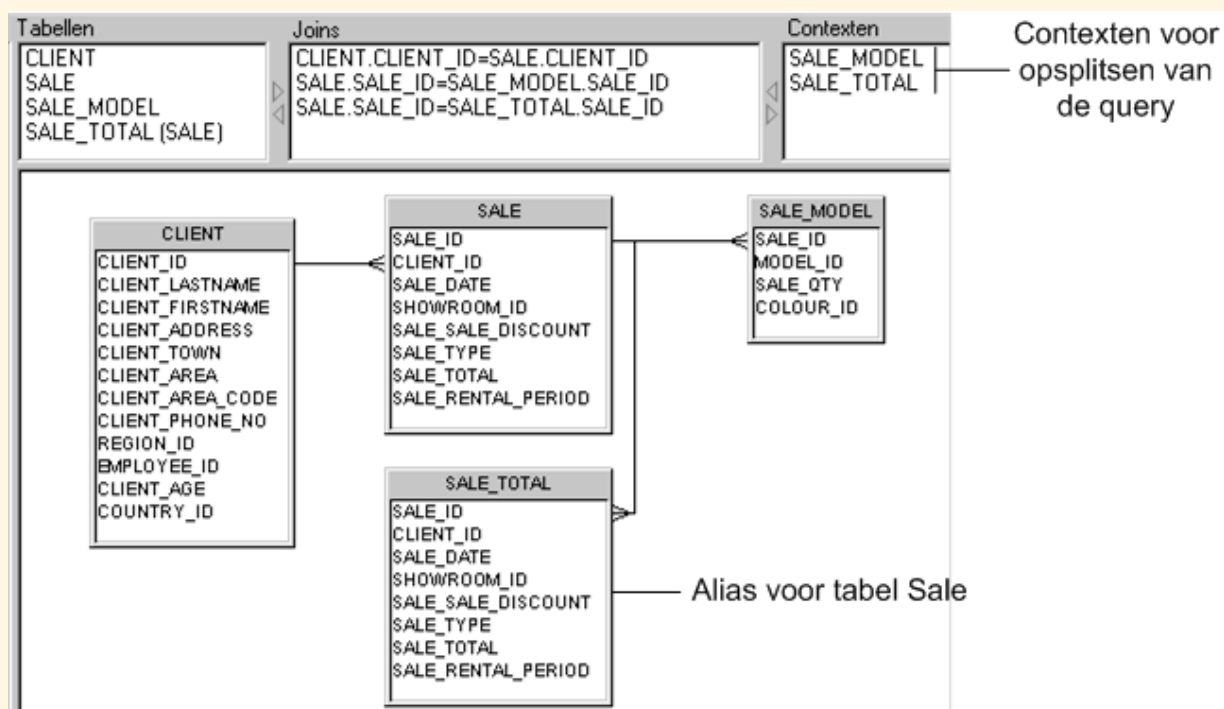 Tabellen
CLIENT
SALE
SALE_MODEL
SALE_TOTAL (SALE)
Joins
CLIENT.CLIENT_ID=SALE.CLIENT_ID
SALE.SALE_ID=SALE_MODEL.SALE_ID
SALE.SALE_ID=SALE_TOTAL.SALE_ID
Contexten
SALE_MODEL
SALE_TOTAL
Contexten voor
opsplitsen van
de query
CLIENT
CLIENT_ID
CLIENT_LASTNAME
CLIENT_FIRSTNAME
CLIENT_ADDRESS
CLIENT_TOWN
CLIENT_AREA
CLIENT_AREA_CODE
CLIENT_PHONE_NO
REGION_ID
EMPLOYEE_ID
CLIENT_AGE
COUNTRY_ID
SALE
SALE_ID
CLIENT_ID
SALE_DATE
SHOWROOM_ID
SALE_SALE_DISCOUNT
SALE_TYPE
SALE_TOTAL
SALE_RENTAL_PERIOD
SALE_MODEL
SALE_ID
MODEL_ID
SALE_QTY
COLOUR_ID
SALE_TOTAL
SALE_ID
CLIENT_ID
SALE_DATE
SHOWROOM_ID
SALE_SALE_DISCOUNT
SALE_TYPE
SALE_TOTAL
SALE_RENTAL_PERIOD
Alias voor tabel Sale